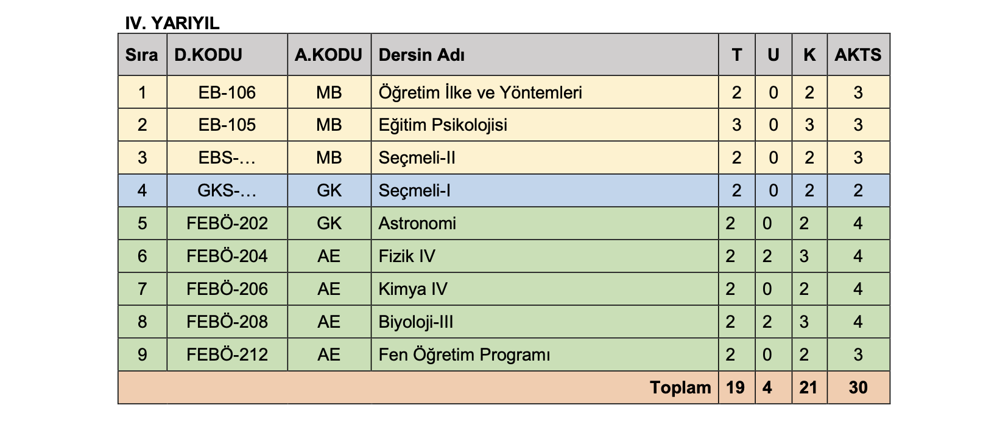 IV. YARIYIL
Sıra D.KODU A.KODU Dersin Adı T U K AKTS
1 EB-106 MB Öğretim İlke ve Yöntemleri 2 0 2 3
2 EB-105 MB Eğitim Psikolojisi 3 0 3 3
3 EBS-… MB Seçmeli-II 2 0 2 3
4 GKS-… GK Seçmeli-I 2 0 2 2
5 FEBÖ-202 GK Astronomi 2 0 2 4
6 FEBÖ-204 AE Fizik IV 2 2 3 4
7 FEBÖ-206 AE Kimya IV 2 0 2 4
8 FEBÖ-208 AE Biyoloji-III 2 2 3 4
9 FEBÖ-212 AE Fen Öğretim Programı 2 0 2 3
Toplam 19 4 21 30